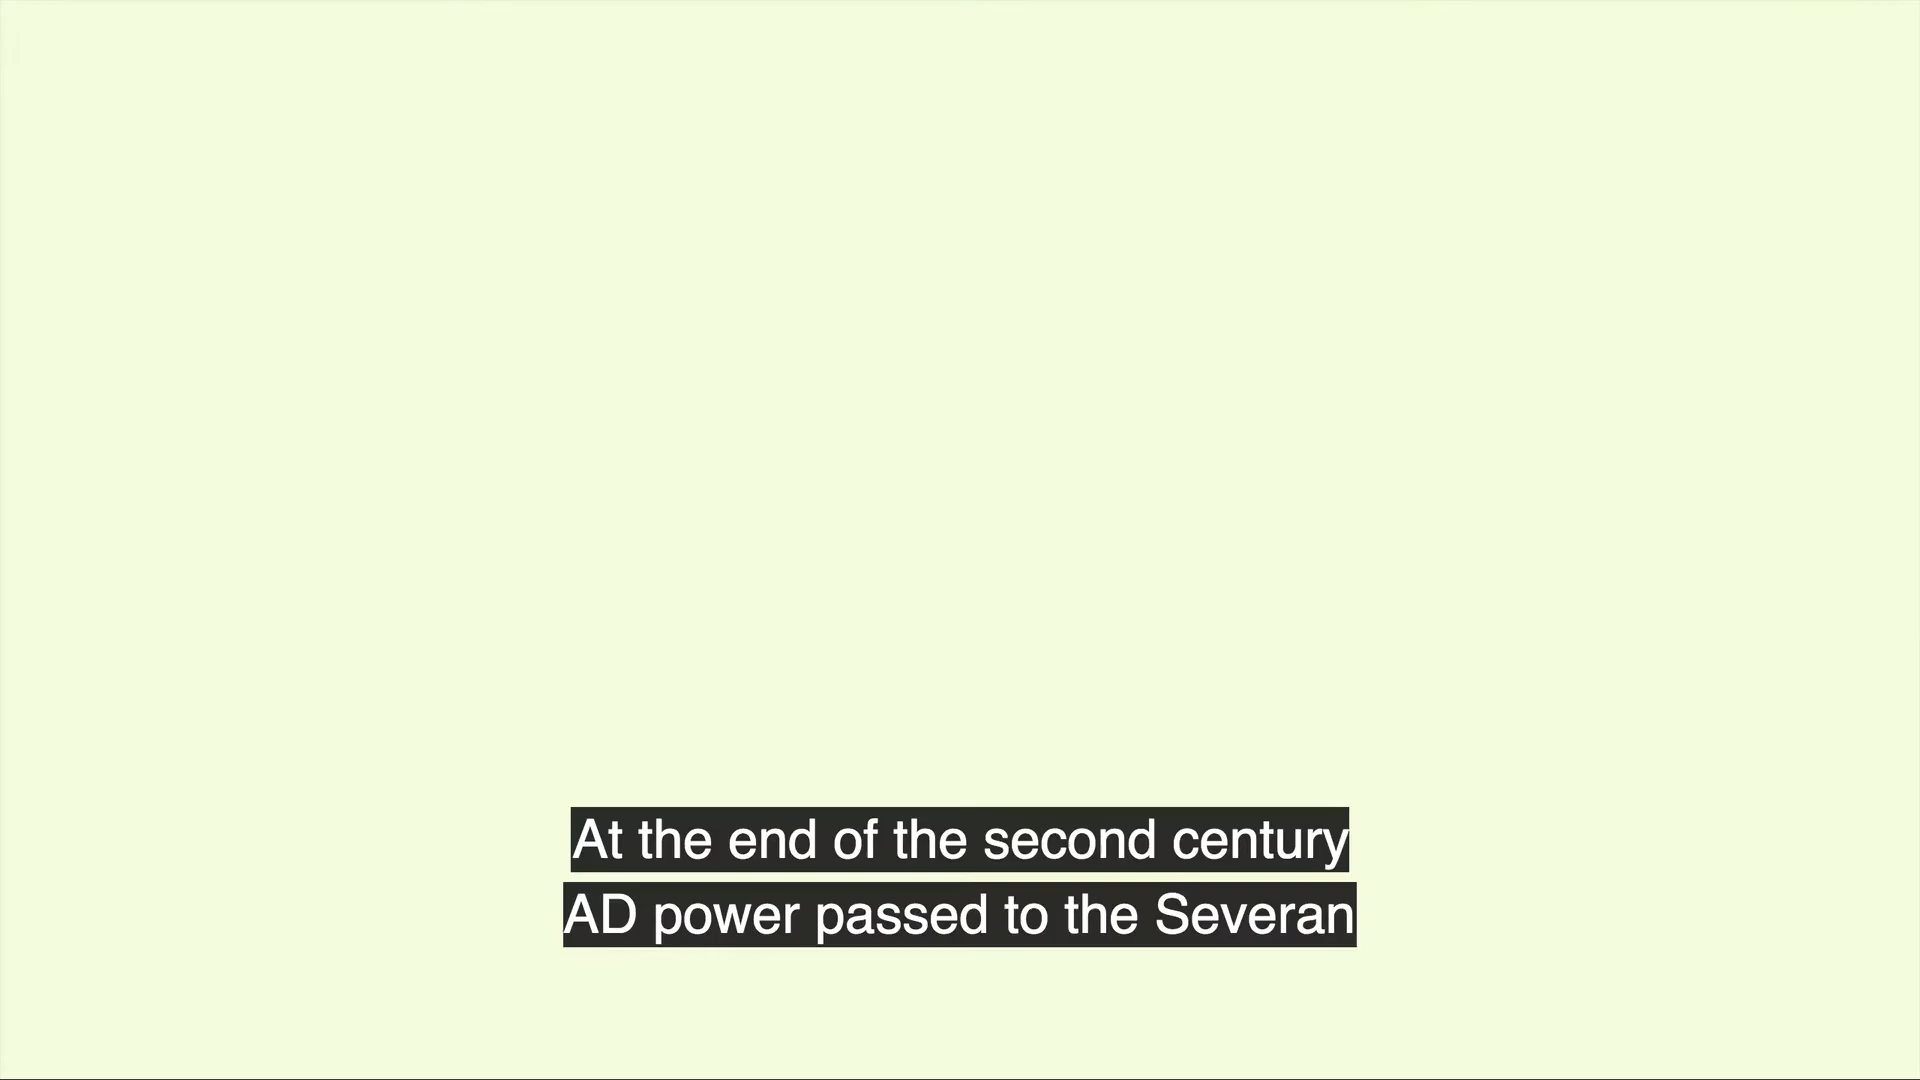 At the end of the second century
AD power passed to the Severan